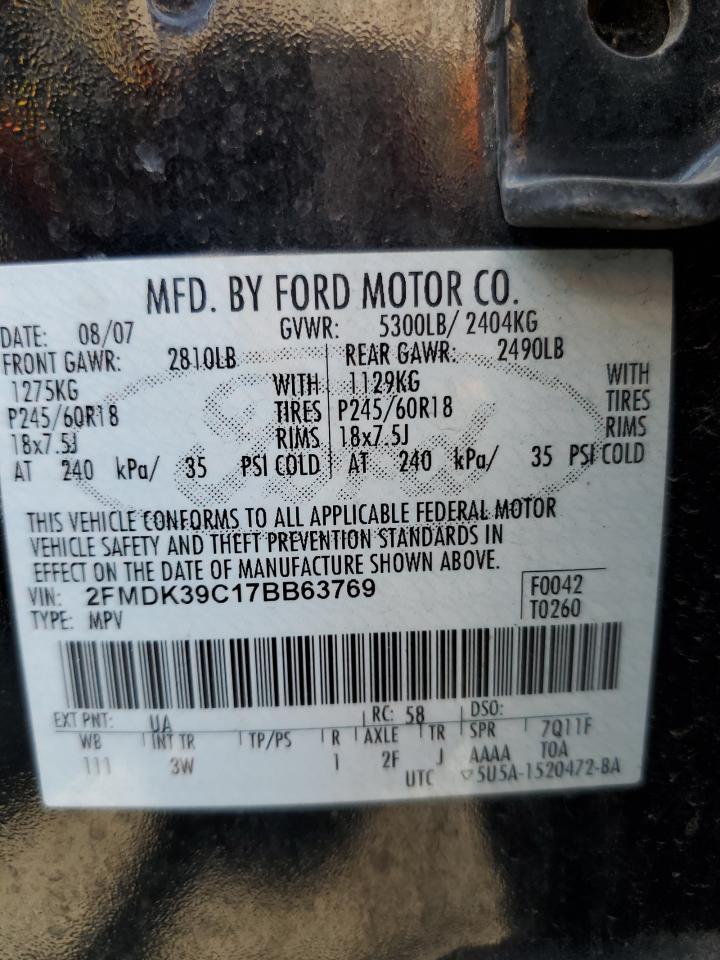 MFD. BY FORD MOTOR CO.
DATE: 08/07 GVWR: 5300LB/ 2404KG
FRONT GAWR: 2810LB REAR GAWR: 2490LB
1275KG WITH 1129KG WITH
P245/60R18 TIRES P245/60R18 TIRES
18x7.5J RIMS 18x7.5J RIMS
AT 240 kPa/ 35 PSI COLD AT 240 kPa/ 35 PSI COLD
THIS VEHICLE CONFORMS TO ALL APPLICABLE FEDERAL MOTOR
VEHICLE SAFETY AND THEFT PREVENTION STANDARDS IN
EFFECT ON THE DATE OF MANUFACTURE SHOWN ABOVE.
VIN: 2FMDK39C17BB63769 F0042
TYPE: MPV T0260
EXT PNT: UA RC: 58 DSO:
WB INT TR TP/PS R AXLE TR SPR 7Q11F
111 3W 1 2F J AAAA TOA
UTC ▽5U5A-1520472-BA